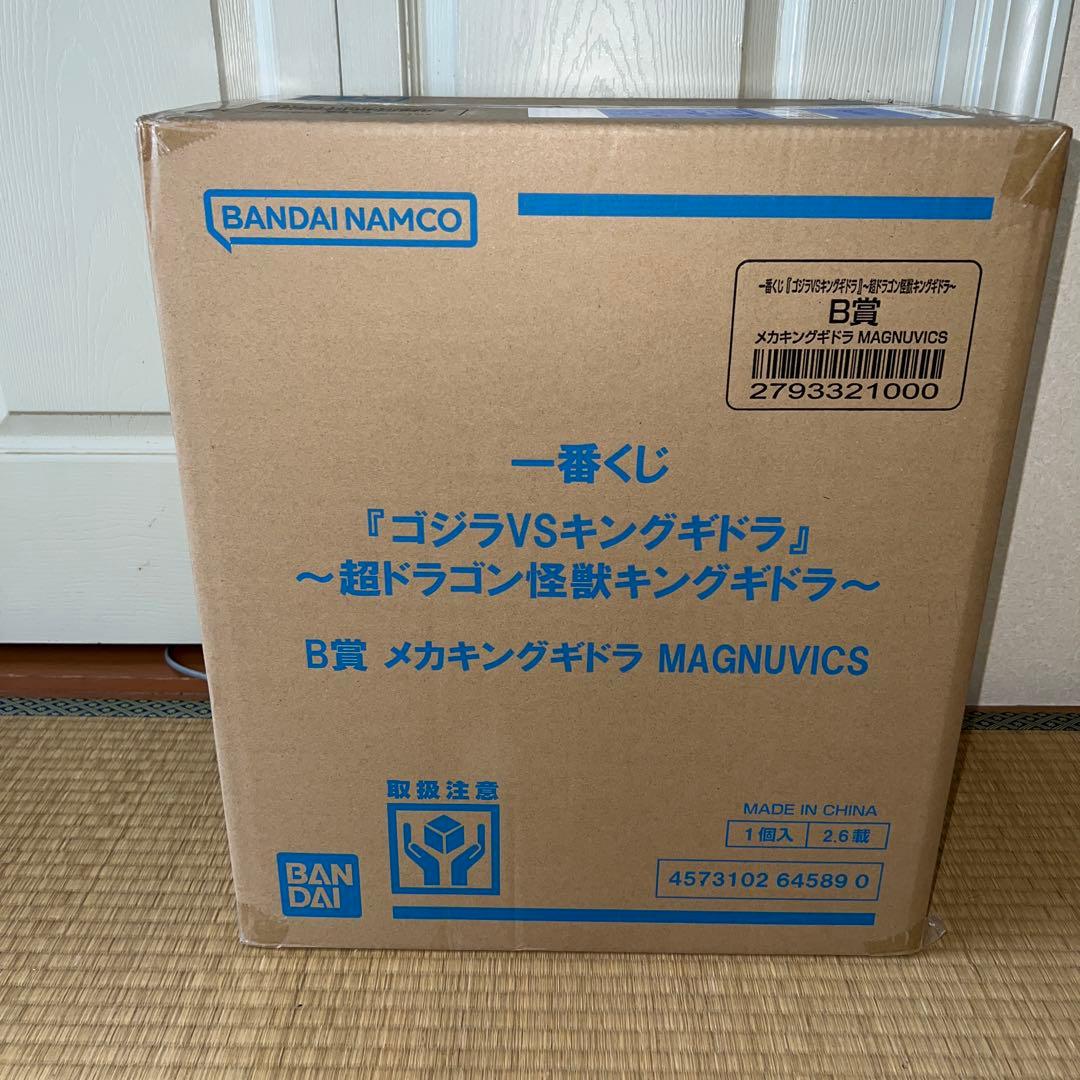 BANDAI NAMCO
一番くじ『ゴジラVSキングギドラ』～超ドラゴン怪獣キングギドラ～
B賞
メカキングギドラ MAGNUVICS
2793321000
一番くじ
『ゴジラVSキングギドラ』
～超ドラゴン怪獣キングギドラ～
B賞 メカキングギドラ MAGNUVICS
取扱注意
MADE IN CHINA
1個入 2.6載
4573102 64589 0
BAN
DAI